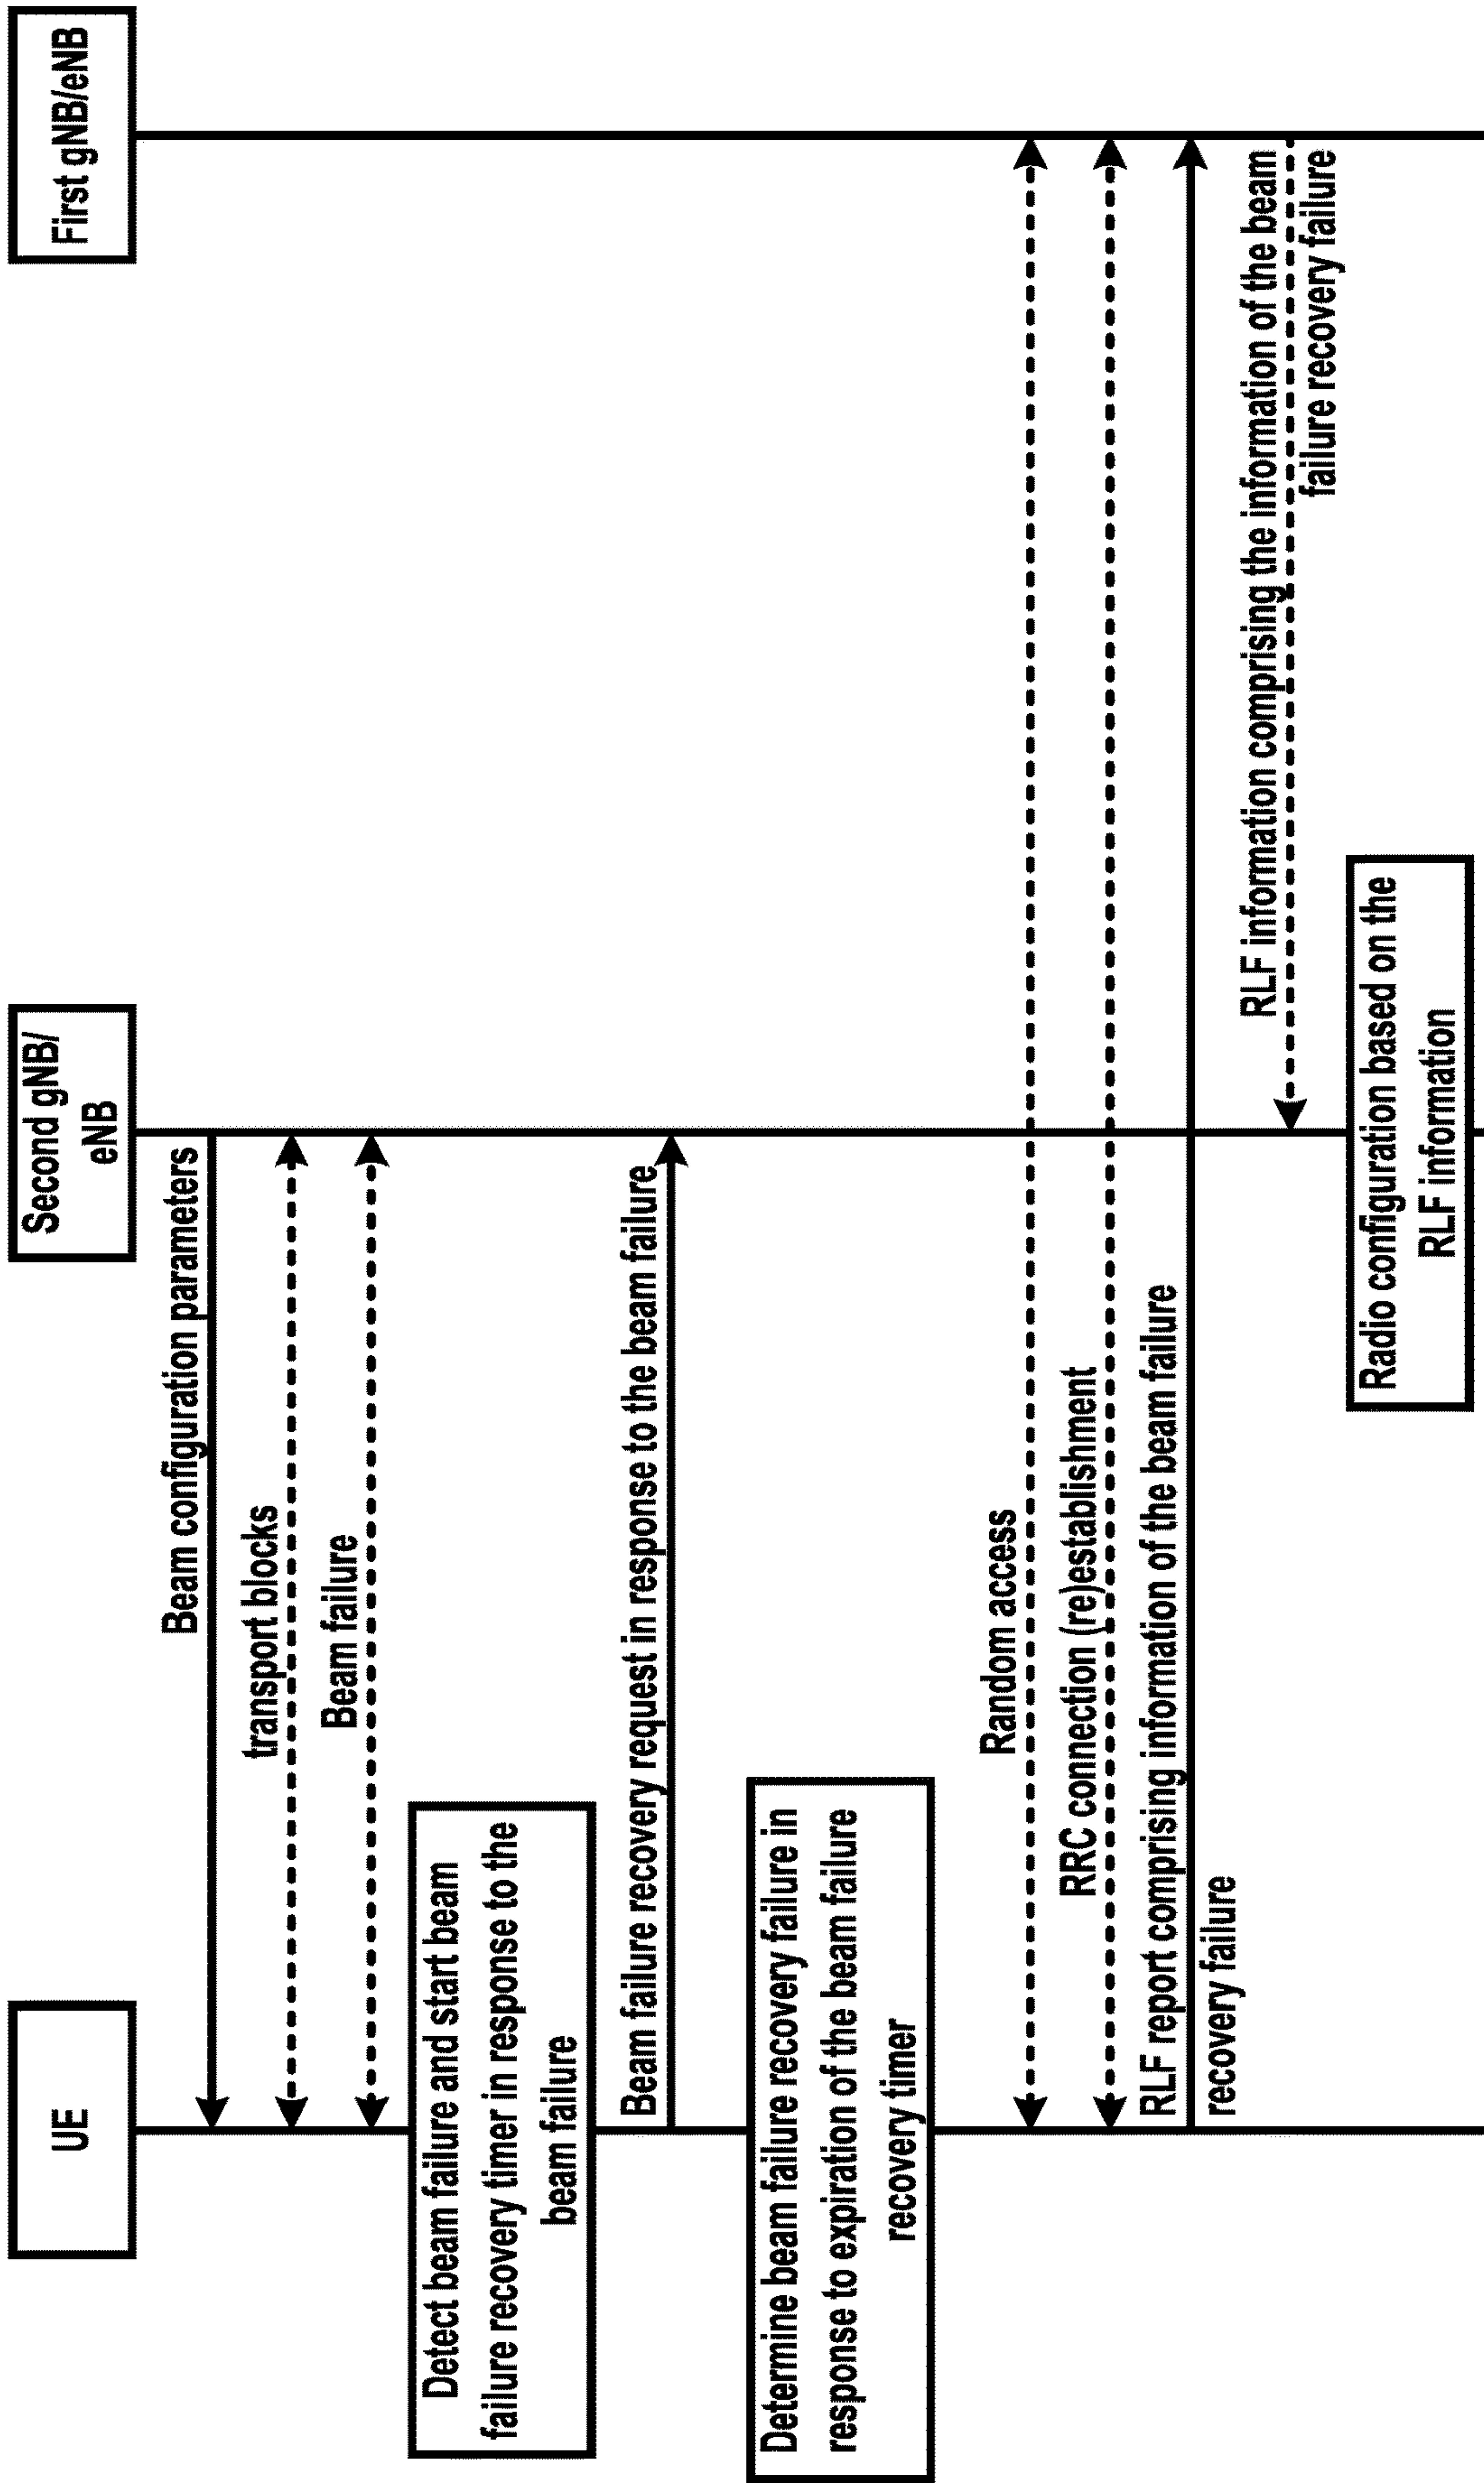 UE
Second gNB/
eNB
First gNB/eNB
Beam configuration parameters
transport blocks
Beam failure
Detect beam failure and start beam
failure recovery timer in response to the
beam failure
Beam failure recovery request in response to the beam failure
Determine beam failure recovery failure in
response to expiration of the beam failure
recovery timer
Random access
RRC connection (re)establishment
RLF report comprising information of the beam failure
recovery failure
RLF information comprising the information of the beam
failure recovery failure
Radio configuration based on the
RLF information